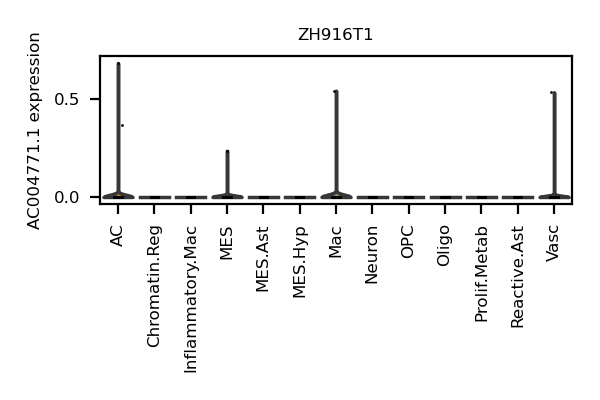 ZH916T1
AC004771.1 expression
0.5
0.0
AC
Chromatin.Reg
Inflammatory.Mac
MES
MES.Ast
MES.Hyp
Mac
Neuron
OPC
Oligo
Prolif.Metab
Reactive.Ast
Vasc